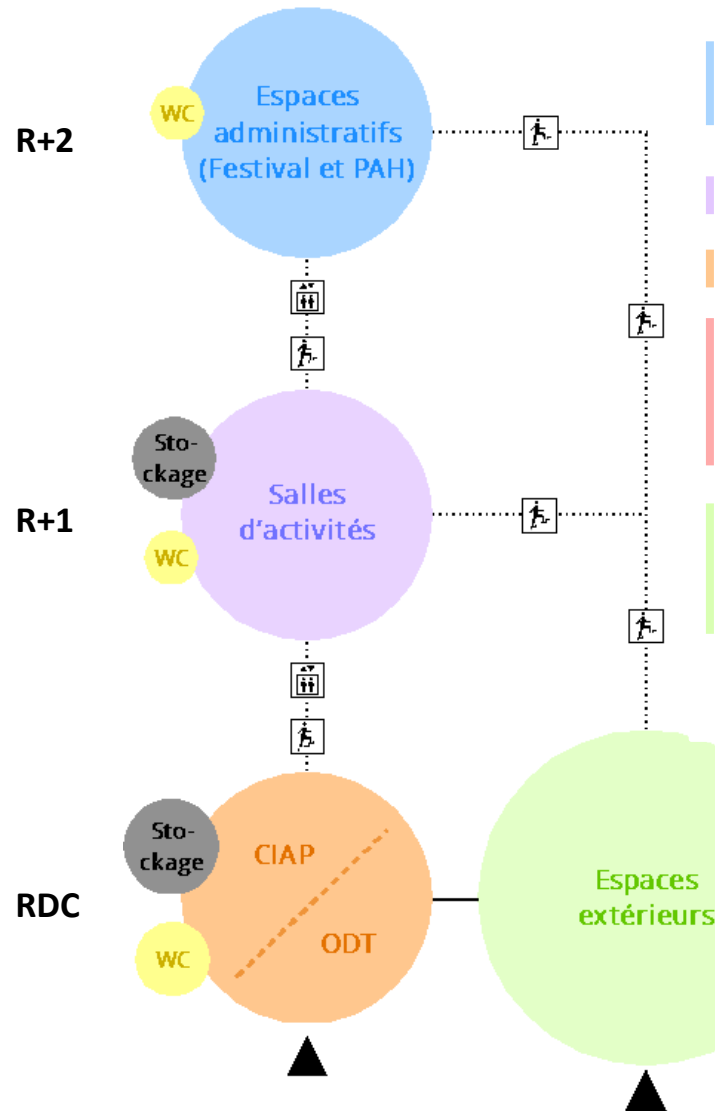 R+2
WC
Espaces
administratifs
(Festival et PAH)
R+1
Sto-
ckage
WC
Salles
d'activités
RDC
Sto-
ckage
WC
CIAP
ODT
Espaces
extérieurs